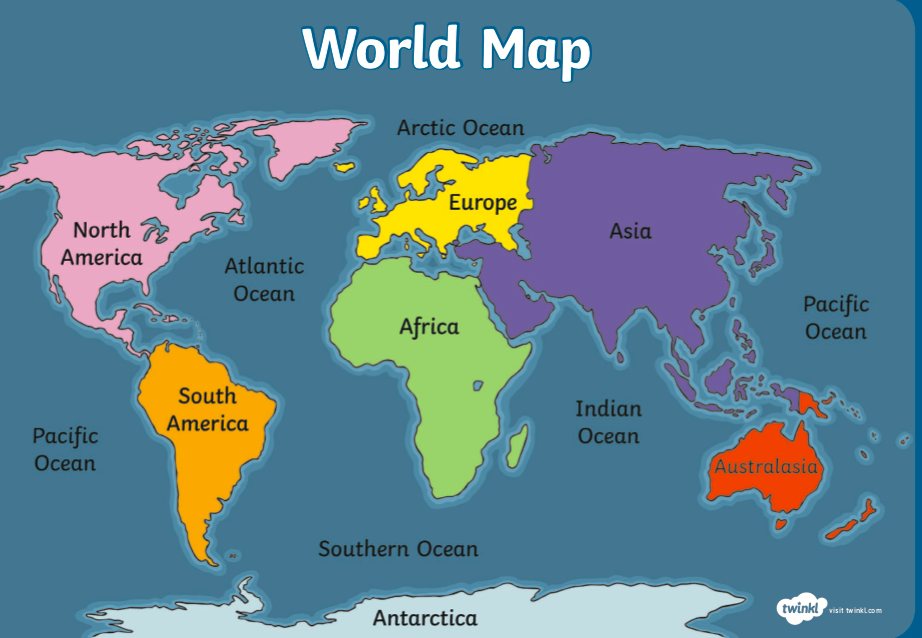 World Map
Arctic Ocean
Europe
North
America
Asia
Atlantic
Ocean
Pacific
Ocean
Africa
South
America
Indian
Ocean
Pacific
Ocean
Australasia
Southern Ocean
Antarctica
twinkl visit twinkl.com